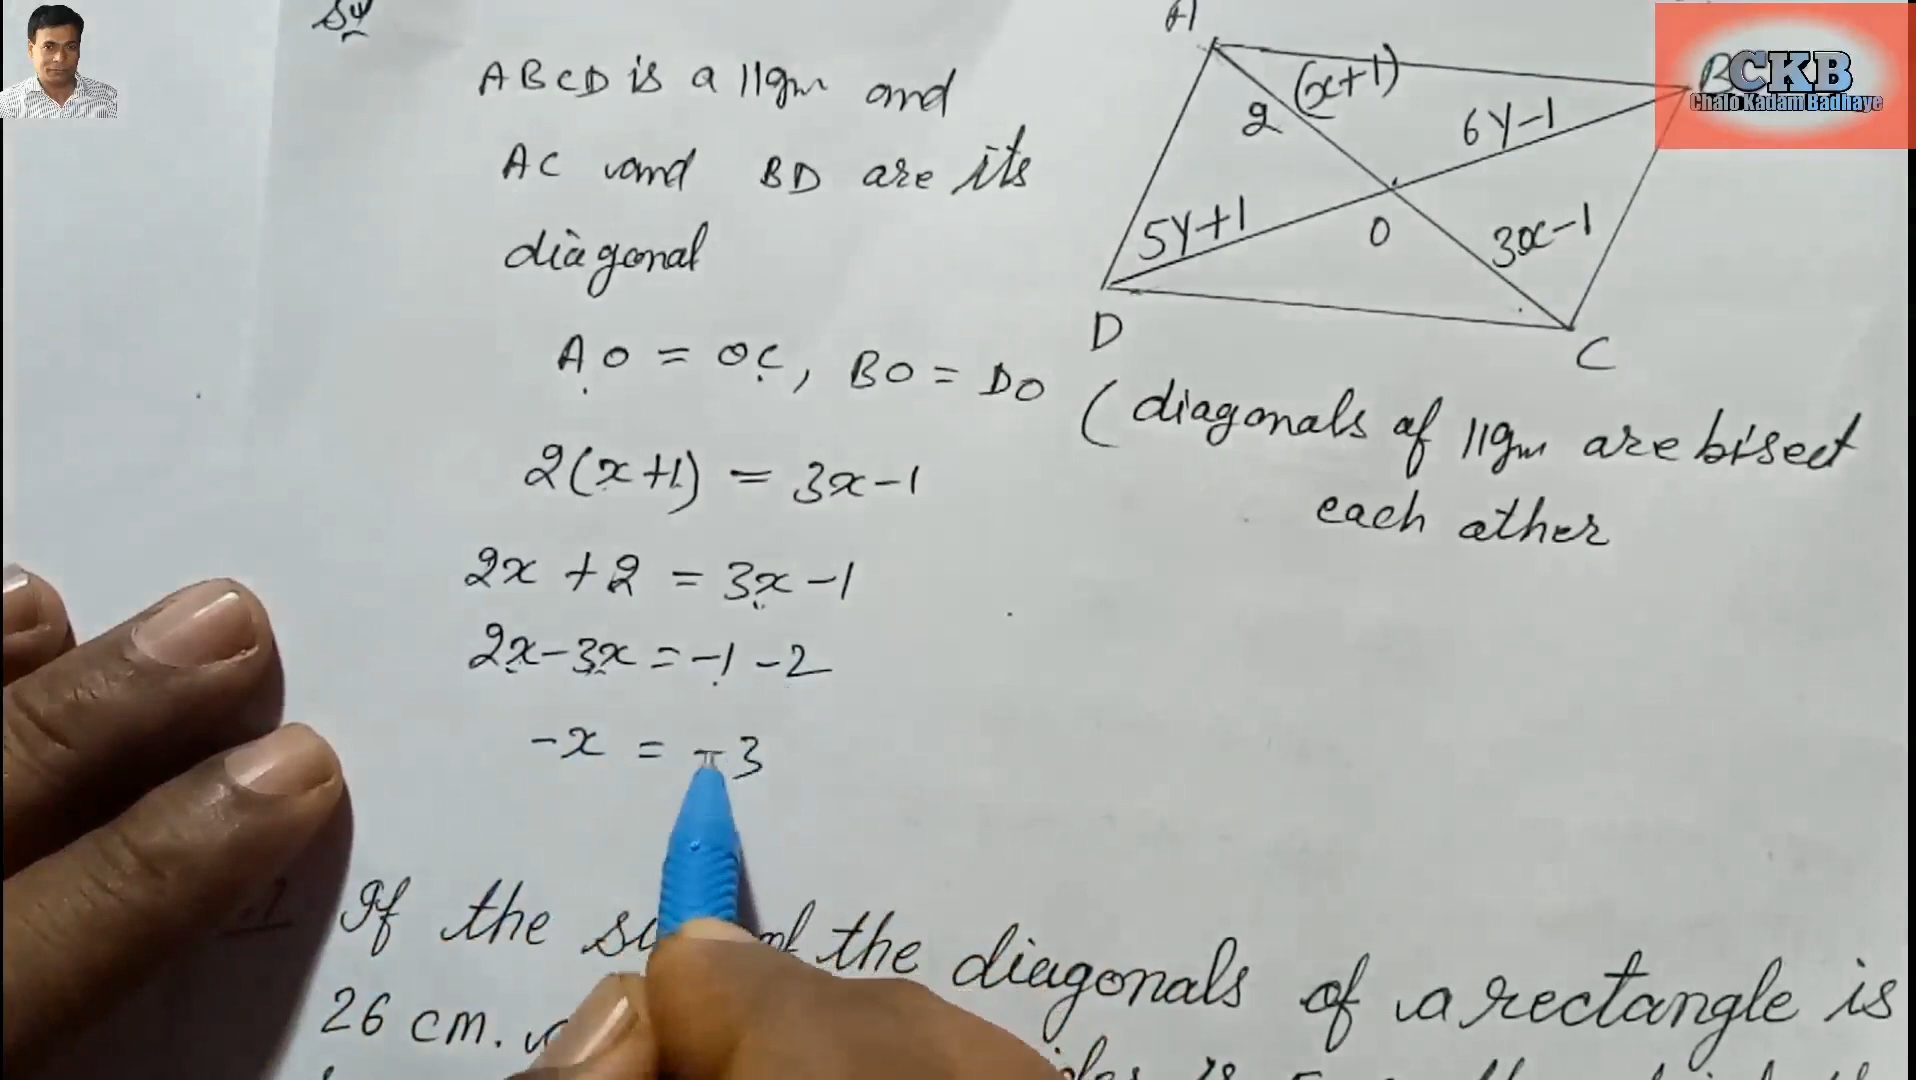 Sol
A
ABCD is a ||gm and
AC and BD are its
diagonal
AO = OC, BO = DO (diagonals of ||gm are bisect
each ather
2(x+1) = 3x-1
2x + 2 = 3x - 1
2x - 3x = -1 - 2
-x = -3
2 (x+1)
6y-1
5y+1
O
3x-1
B
D
C
CKB
Chalo Kadam Badhaye
If the of the diagonals of a rectangle is
26 cm.